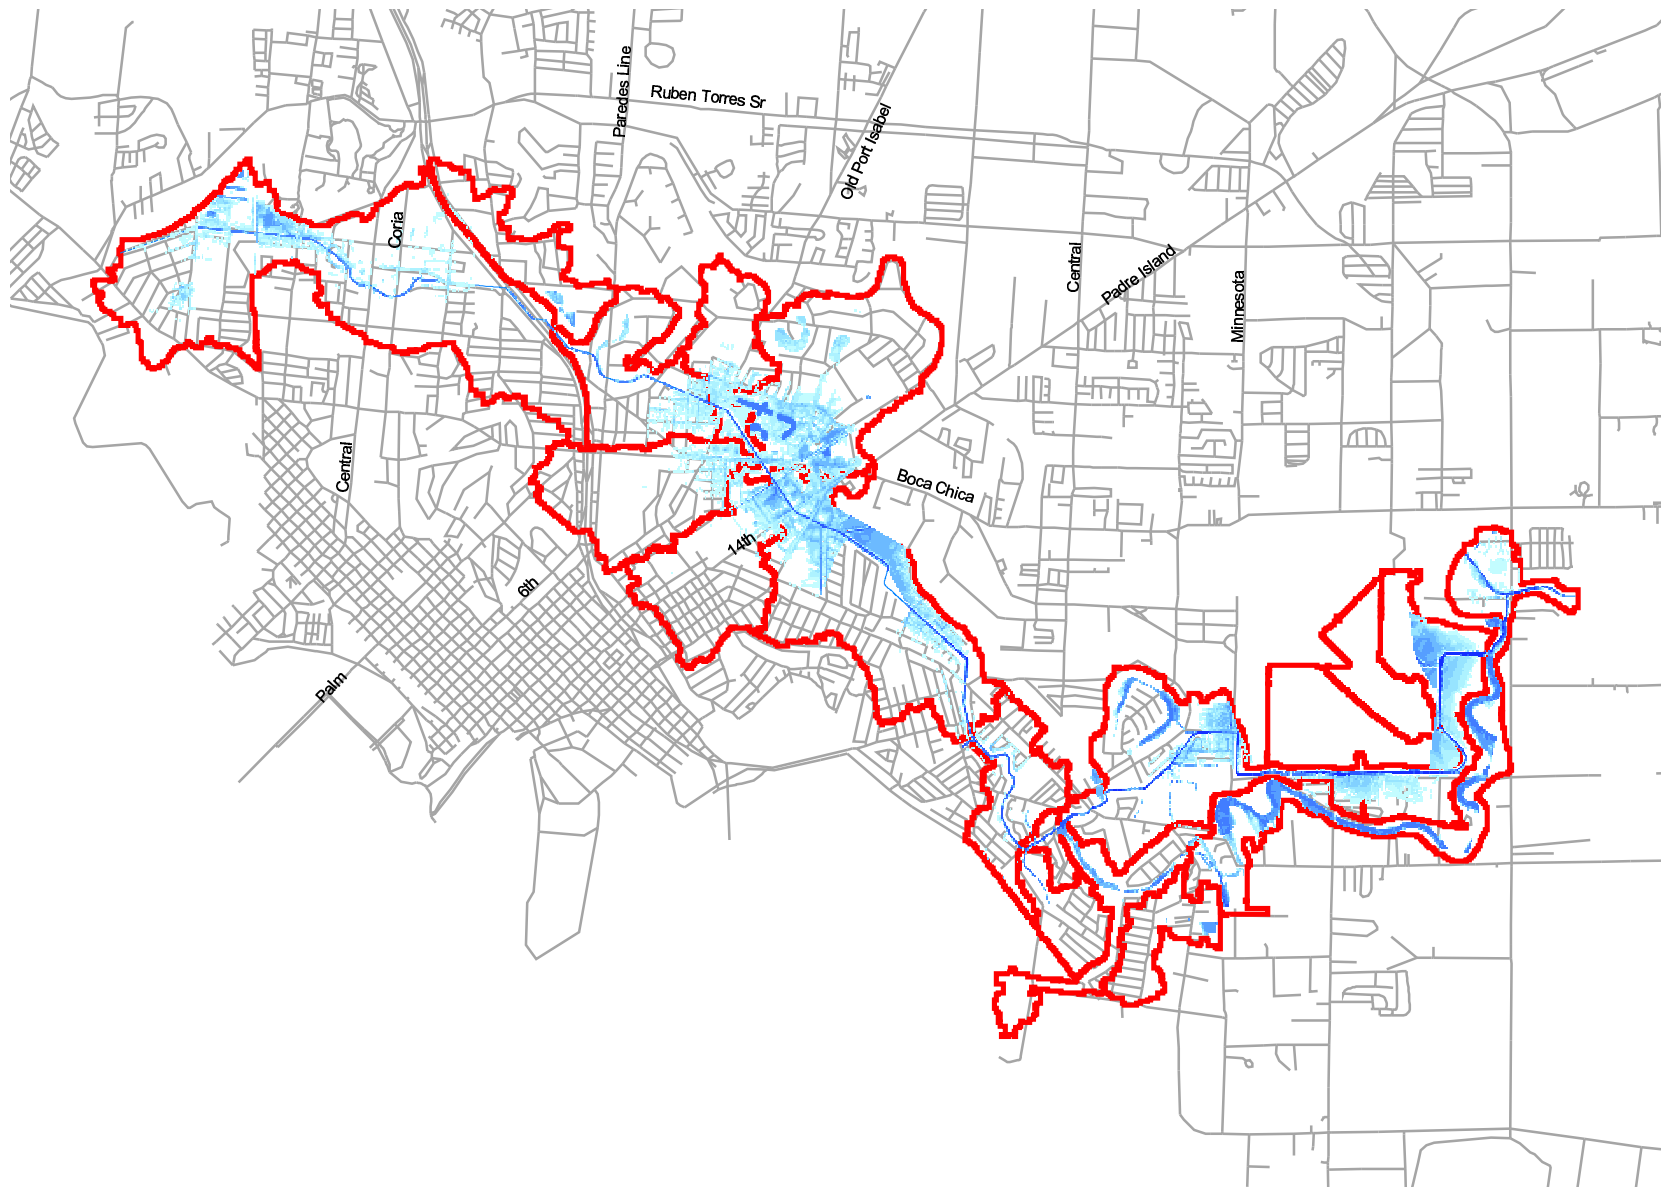 Paredes Line
Ruben Torres Sr
Old Port Isabel
Coria
Central
Padre Island
Minnesota
Central
Boca Chica
14th
6th
Palm